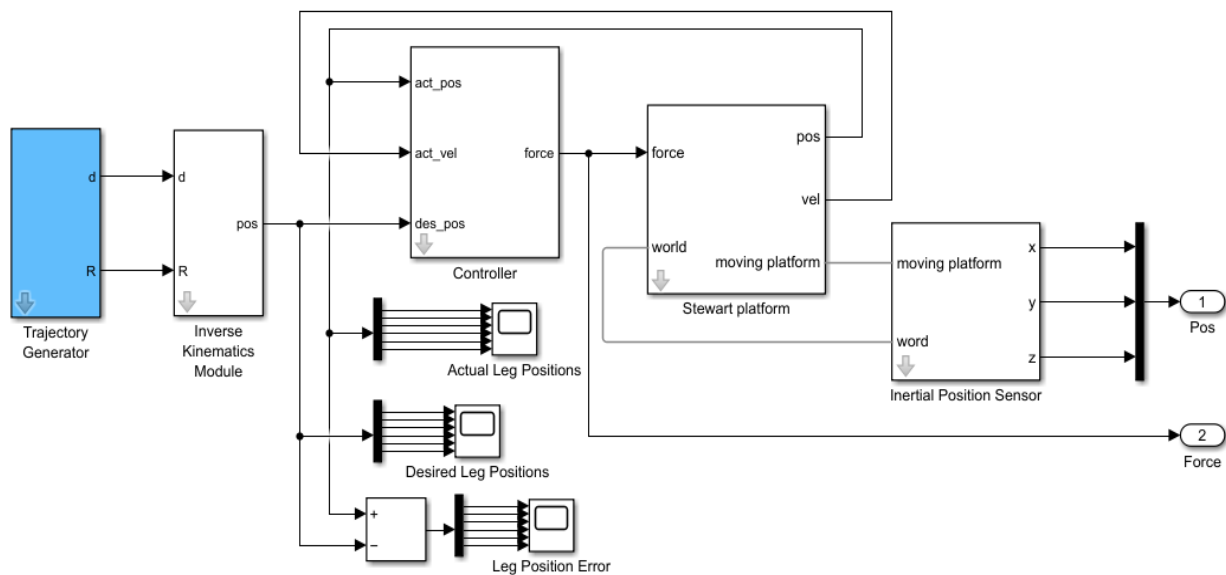 d
R
Trajectory
Generator
d
R
pos
Inverse
Kinematics
Module
act_pos
act_vel
des_pos
force
Controller
force
world
pos
vel
moving platform
Stewart platform
moving platform
word
x
y
z
Inertial Position Sensor
1
Pos
2
Force
Actual Leg Positions
Desired Leg Positions
+
−
Leg Position Error